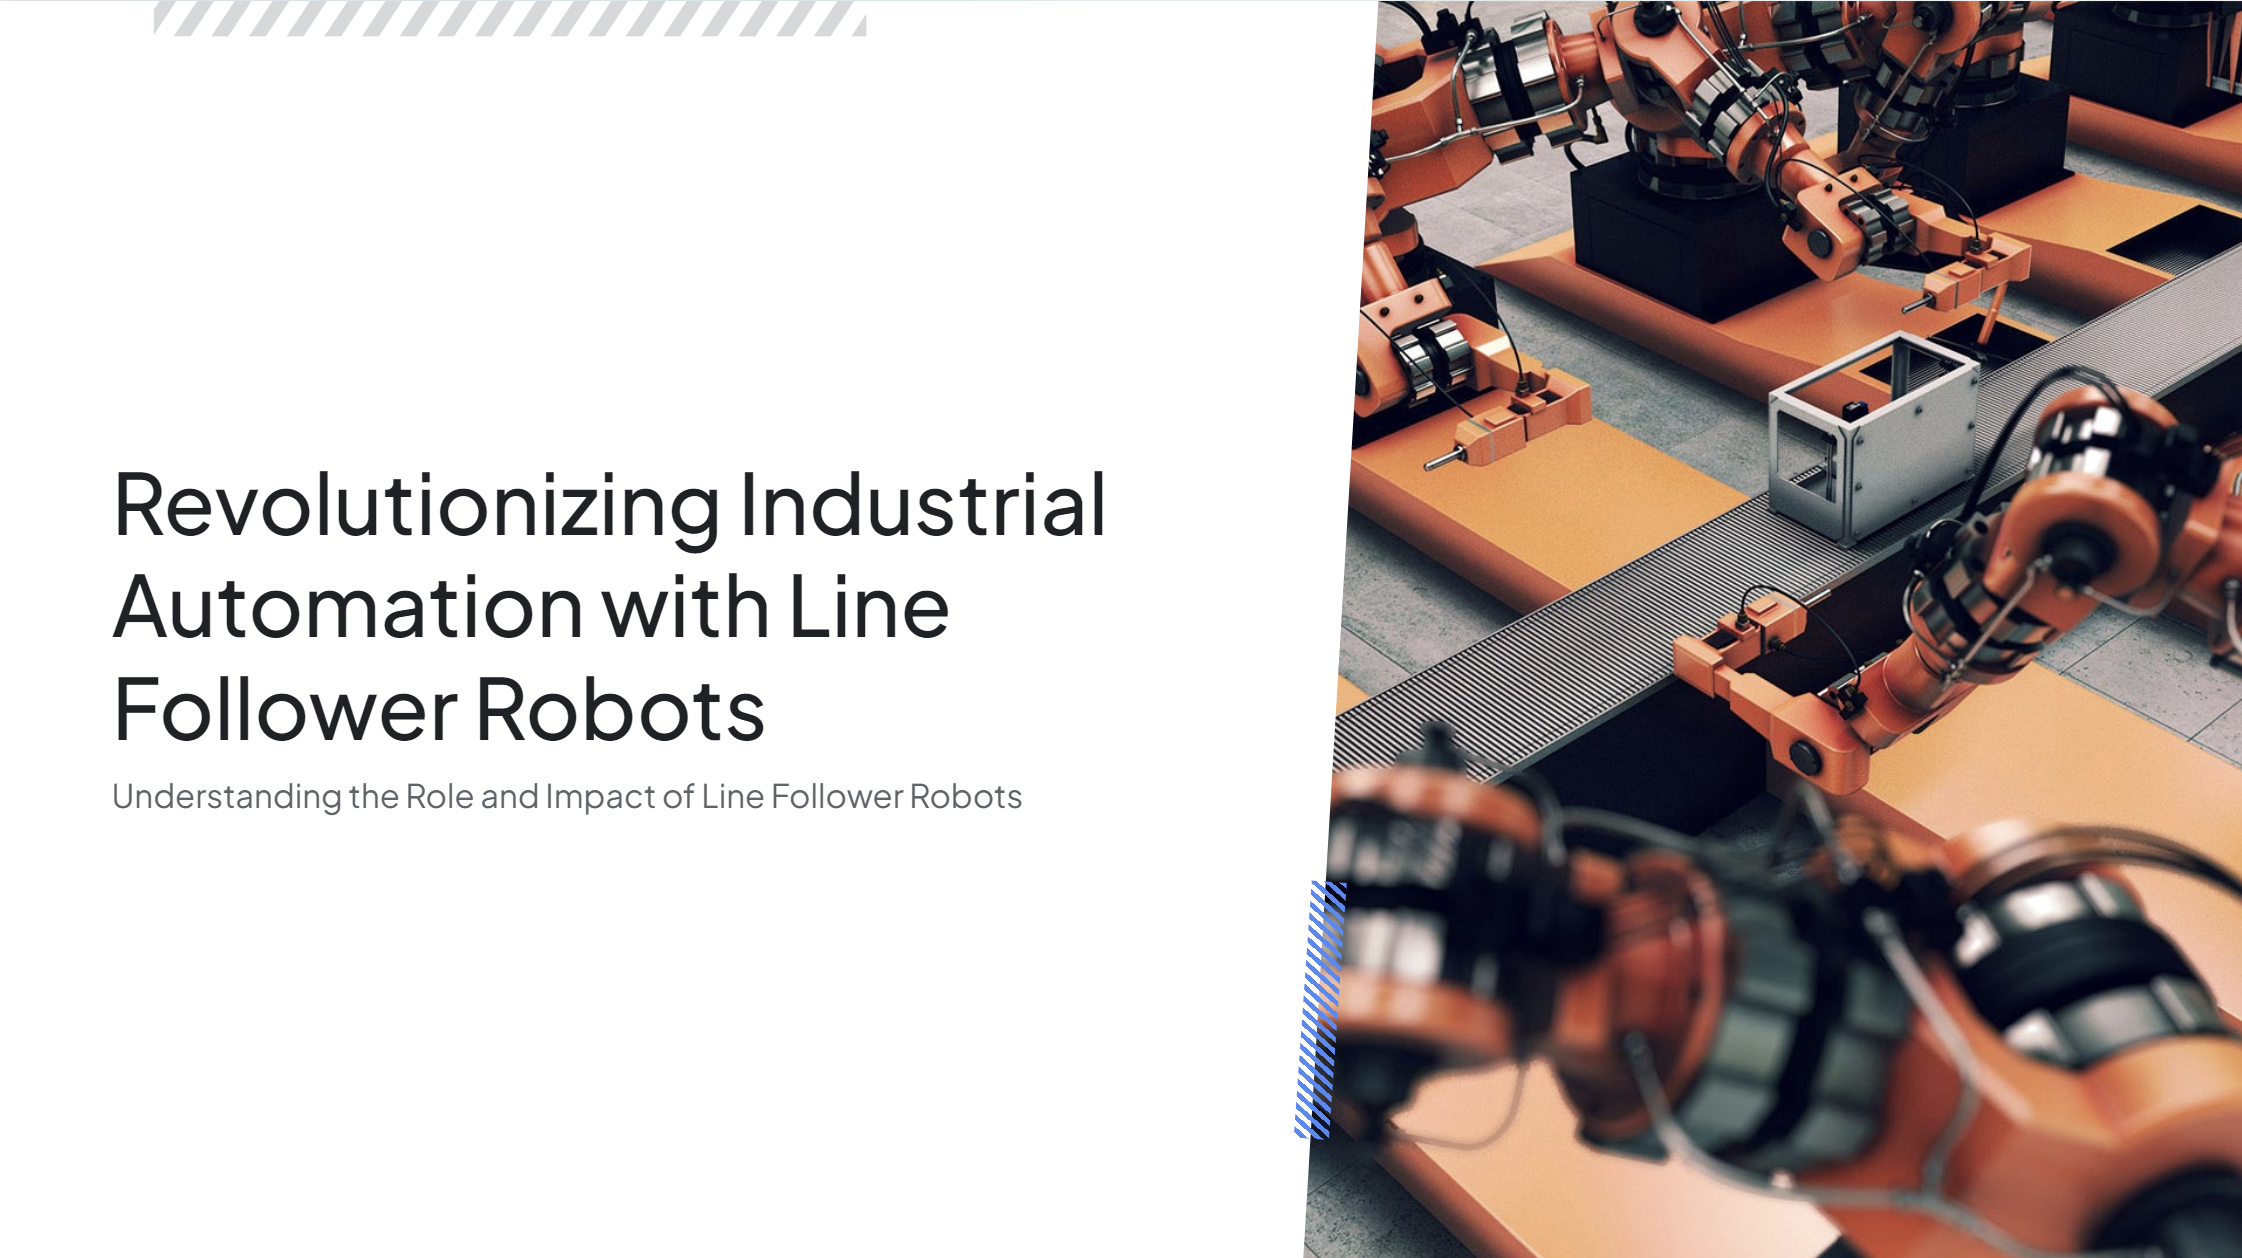 Revolutionizing Industrial
Automation with Line
Follower Robots
Understanding the Role and Impact of Line Follower Robots